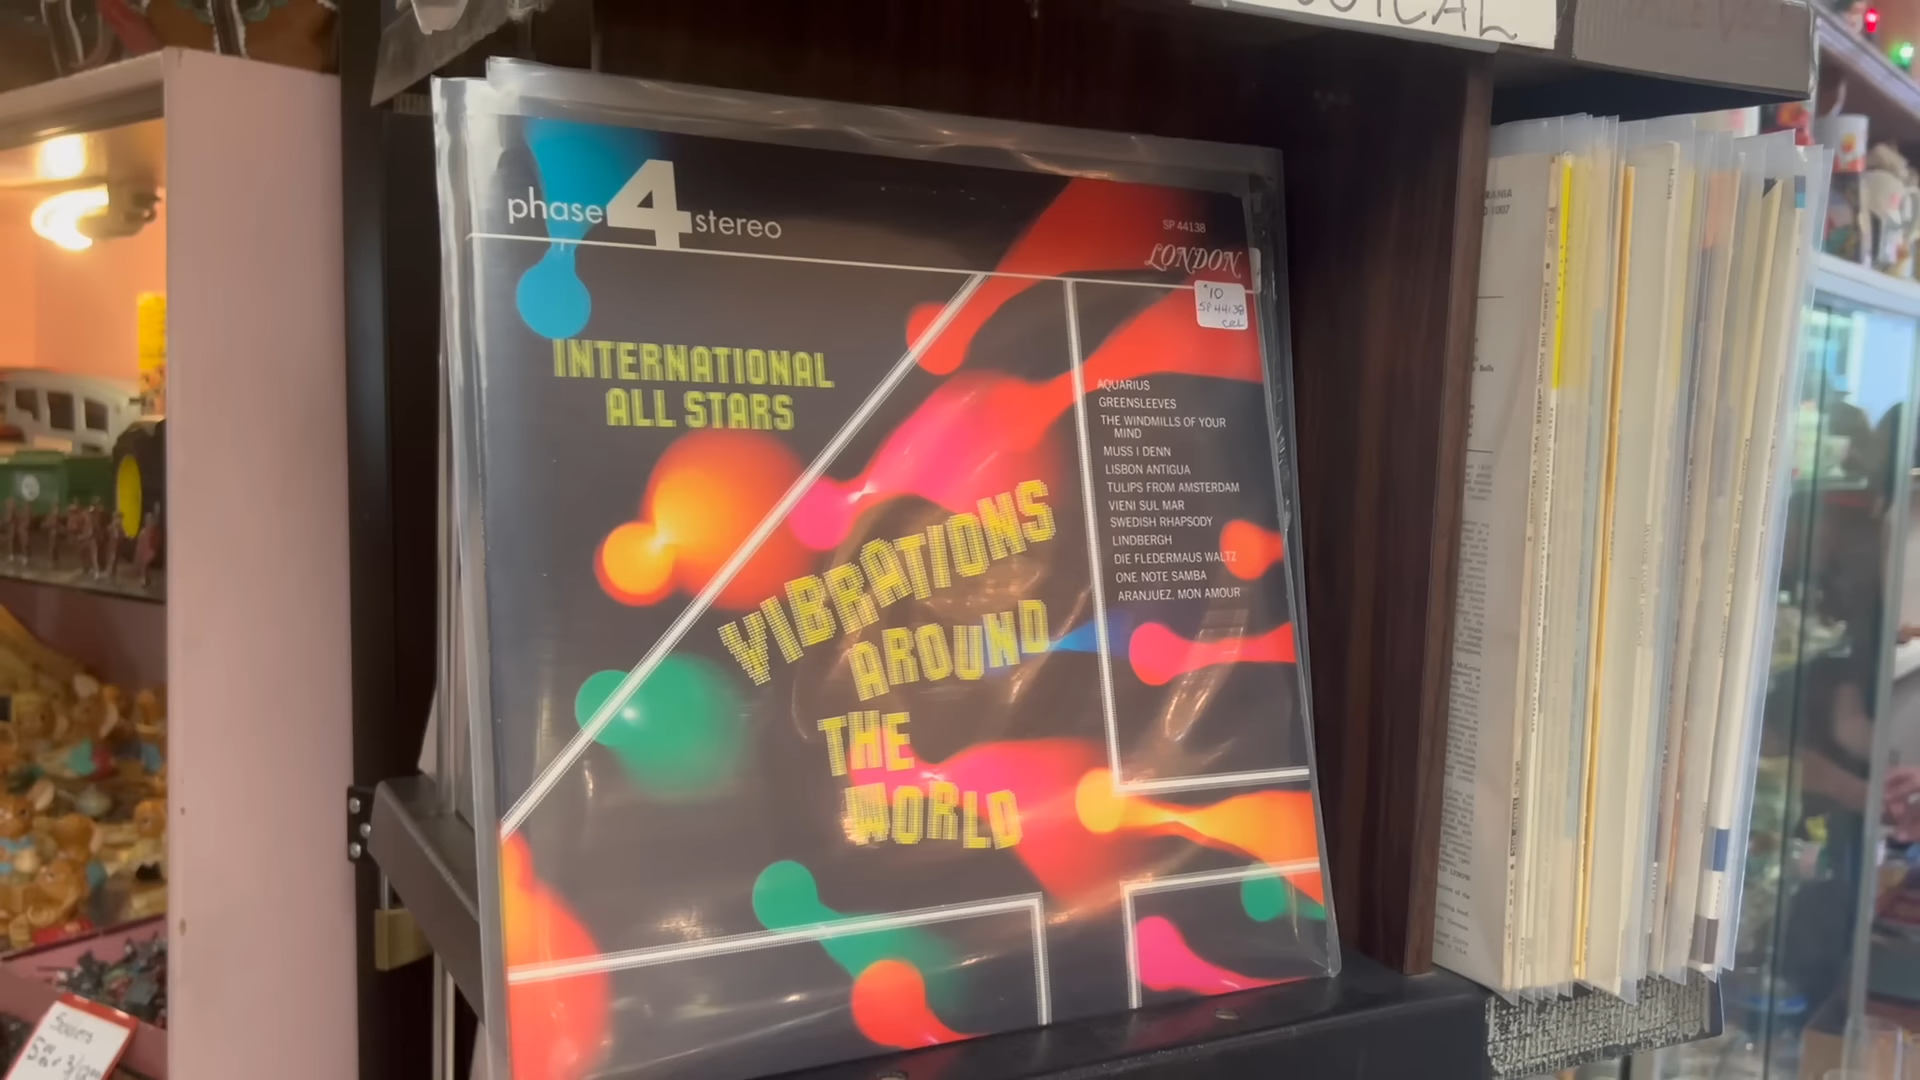 phase 4 stereo
SP 44138
LONDON
$10
SP 44138
INTERNATIONAL
ALL STARS
AQUARIUS
GREENSLEEVES
THE WINDMILLS OF YOUR
MIND
MUSS I DENN
LISBON ANTIGUA
TULIPS FROM AMSTERDAM
VIENI SUL MAR
SWEDISH RHAPSODY
LINDBERGH
DIE FLEDERMAUS WALTZ
ONE NOTE SAMBA
ARANJUEZ, MON AMOUR
VIBRATIONS
AROUND
THE
WORLD